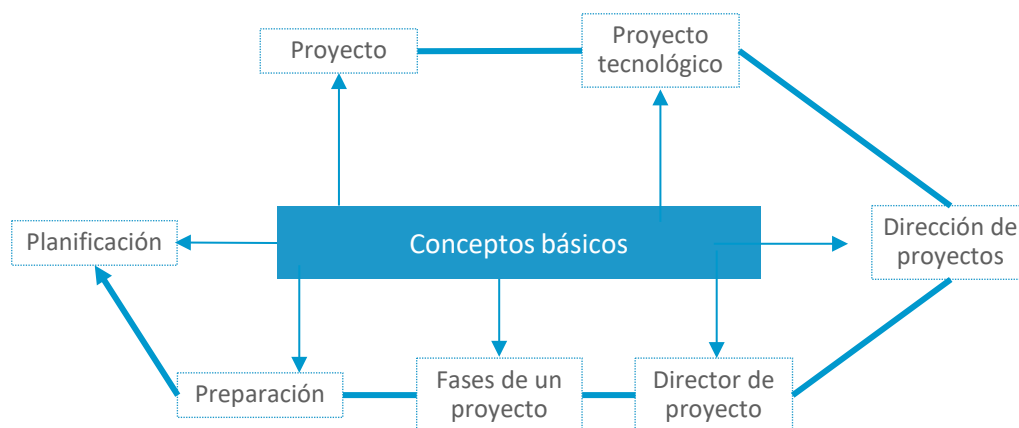 Proyecto
Proyecto
tecnológico
Planificación
Conceptos básicos
Dirección de
proyectos
Preparación
Fases de un
proyecto
Director de
proyecto